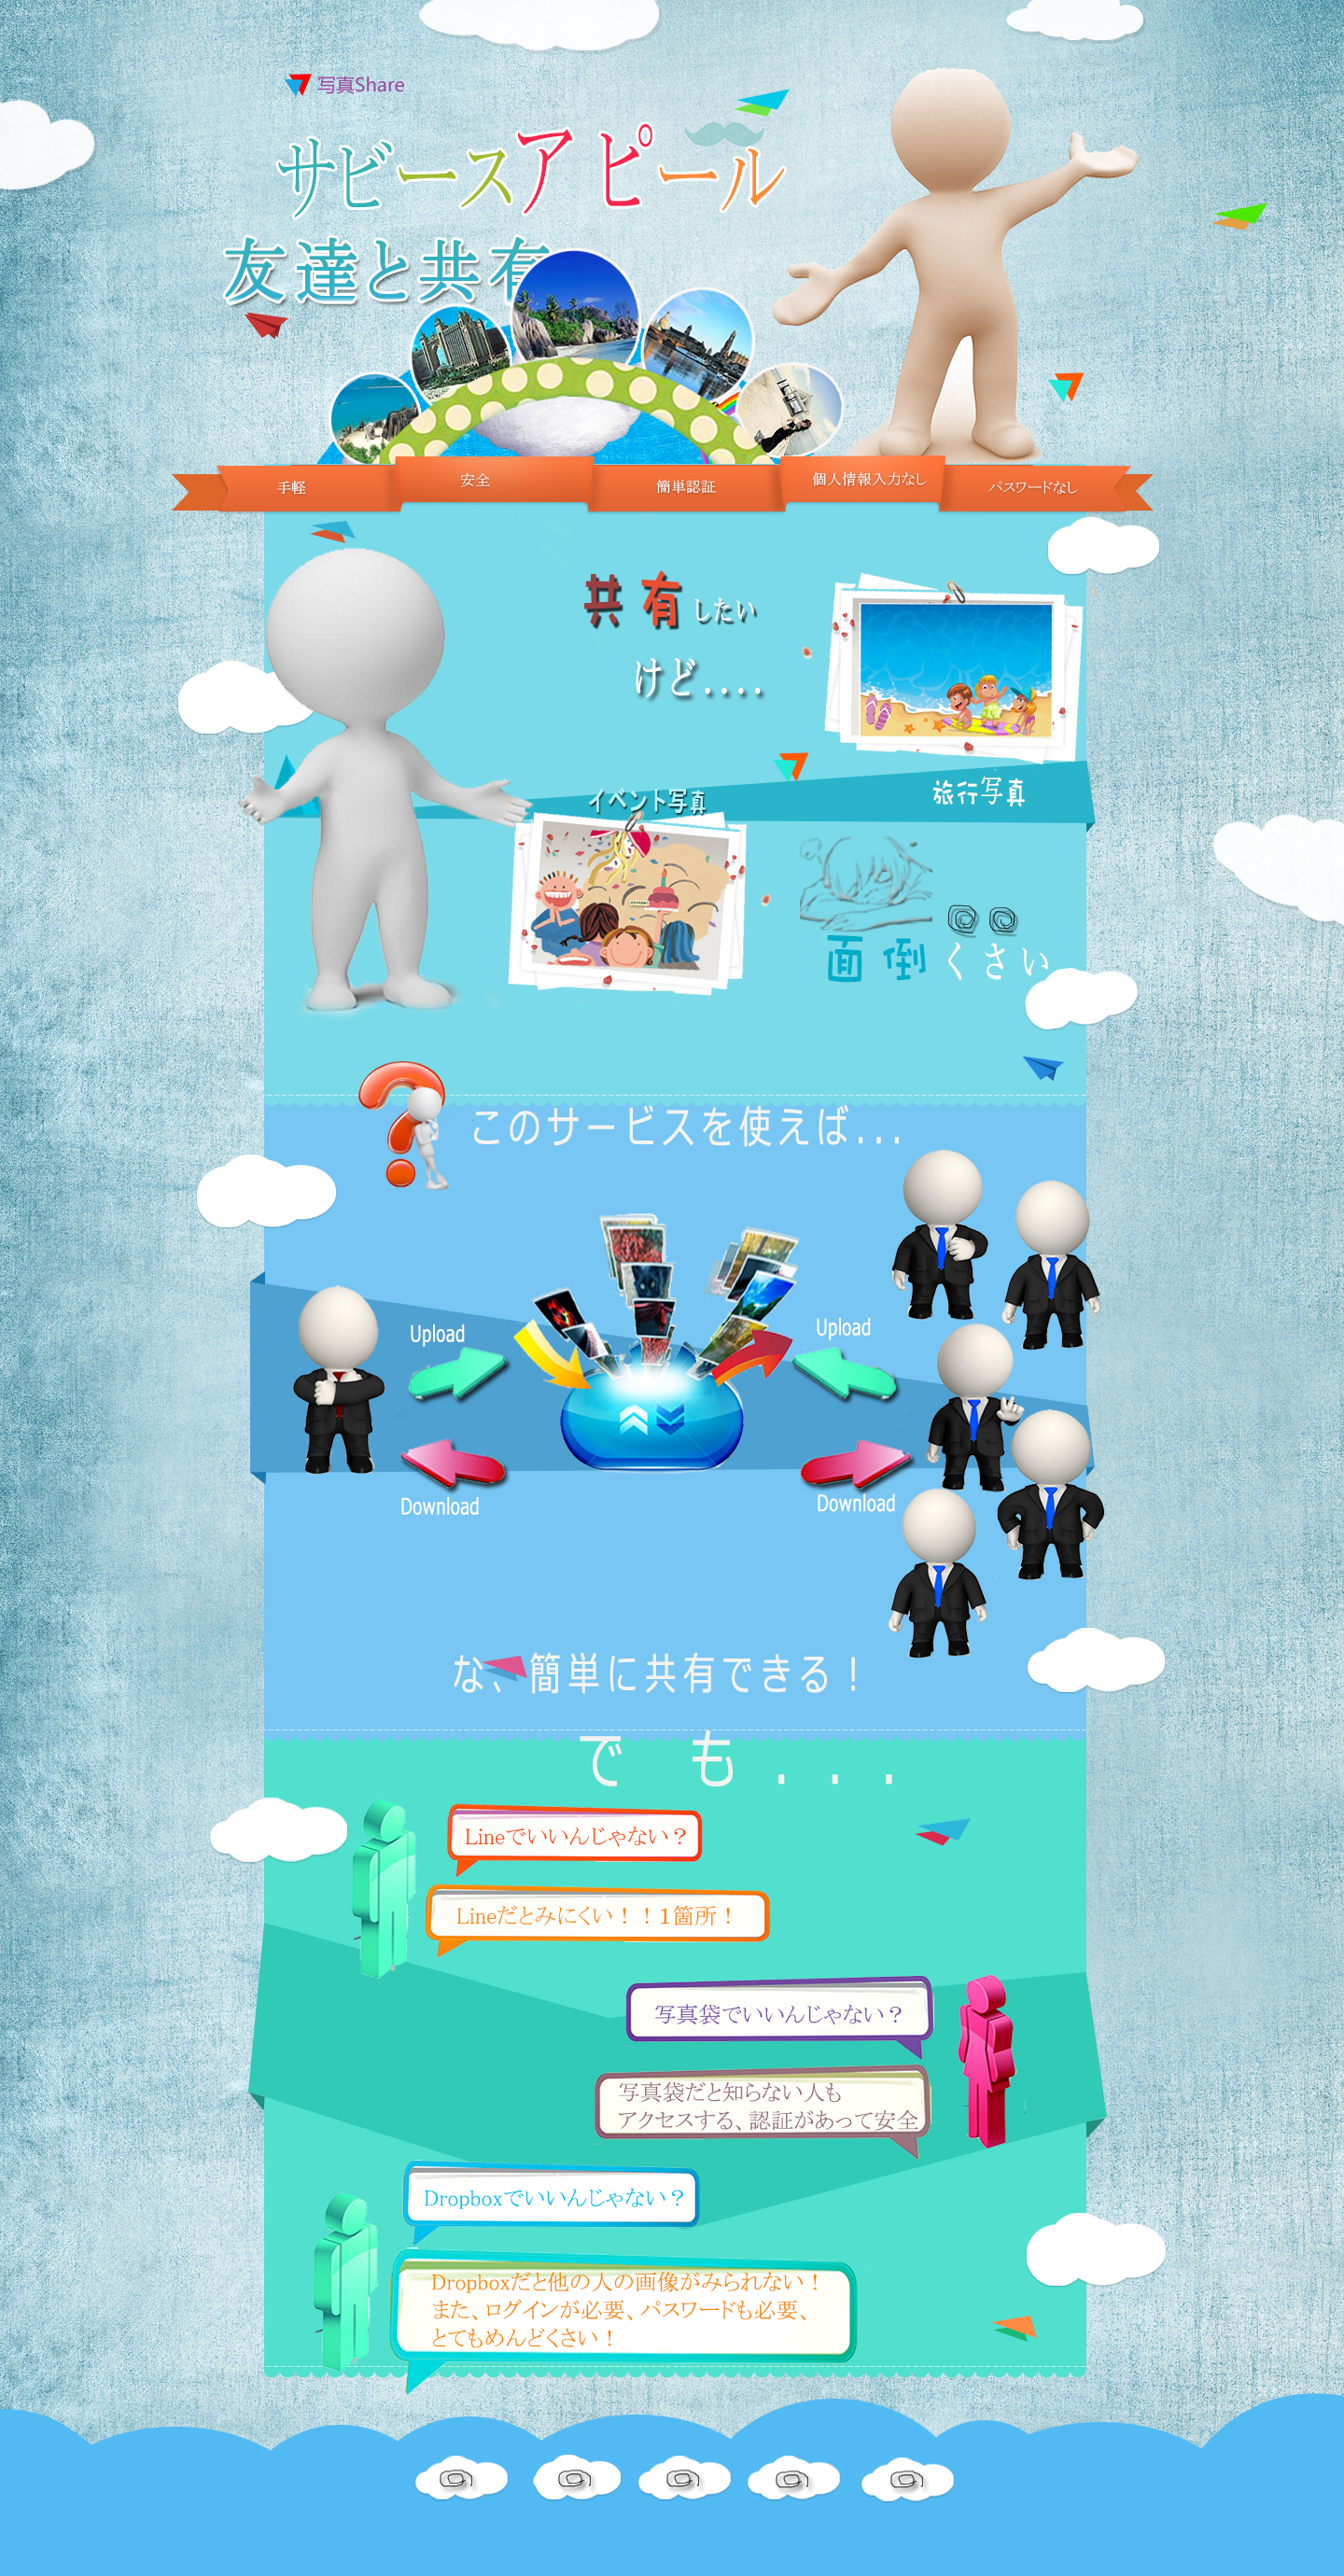 写真Share
サビースアピール
友達と共有
手軽
安全
簡単認証
個人情報入力なし
パスワードなし
共有したい
けど....
旅行写真
イベント写真
面倒くさい
このサービスを使えば...
Upload
Upload
Download
Download
な、簡単に共有できる！
でも...
Lineでいいんじゃない？
Lineだとみにくい！！１箇所！
写真袋でいいんじゃない？
写真袋だと知らない人も
アクセスする、認証があって安全
Dropboxでいいんじゃない？
Dropboxだと他の人の画像がみられない！
また、ログインが必要、パスワードも必要、
とてもめんどくさい！